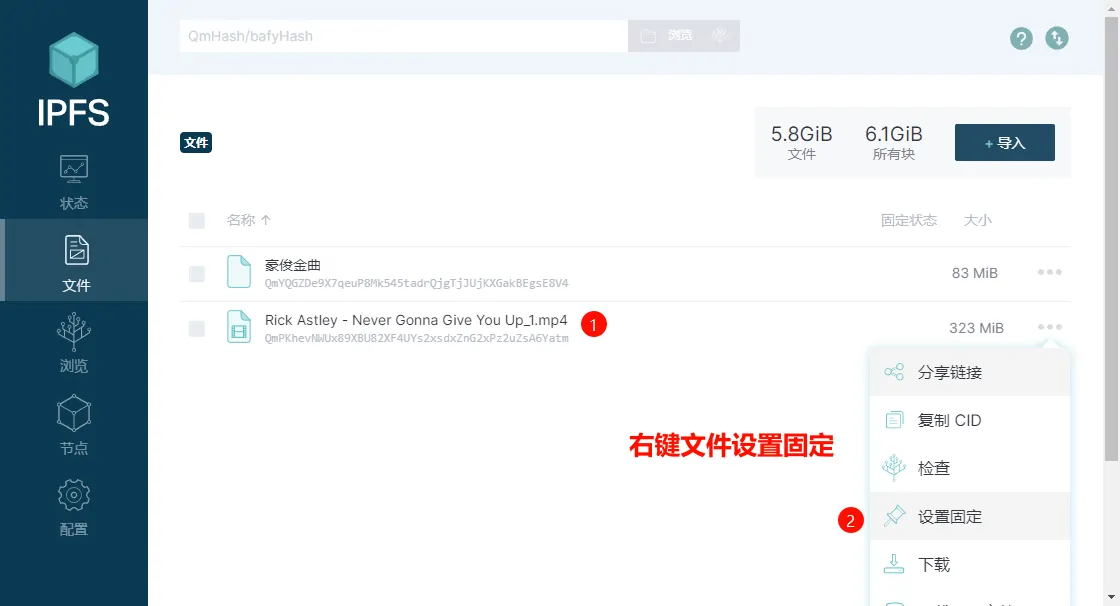 IPFS
状态
文件
浏览
节点
配置
QmHash/bafyHash
浏览
文件
5.8GiB
文件
6.1GiB
所有块
+ 导入
名称 ↑
固定状态
大小
豪俊金曲
QmYQGZDe9X7qeuP8Mk545tadrQjgTjJUjKXGakBEgsE8V4
83 MiB
Rick Astley - Never Gonna Give You Up_1.mp4
QmPKhevNWUx89XBU82XF4UYs2xsdxZnG2xPz2uZsA6Yatm
1
323 MiB
分享链接
复制 CID
检查
右键文件设置固定
2
设置固定
下载